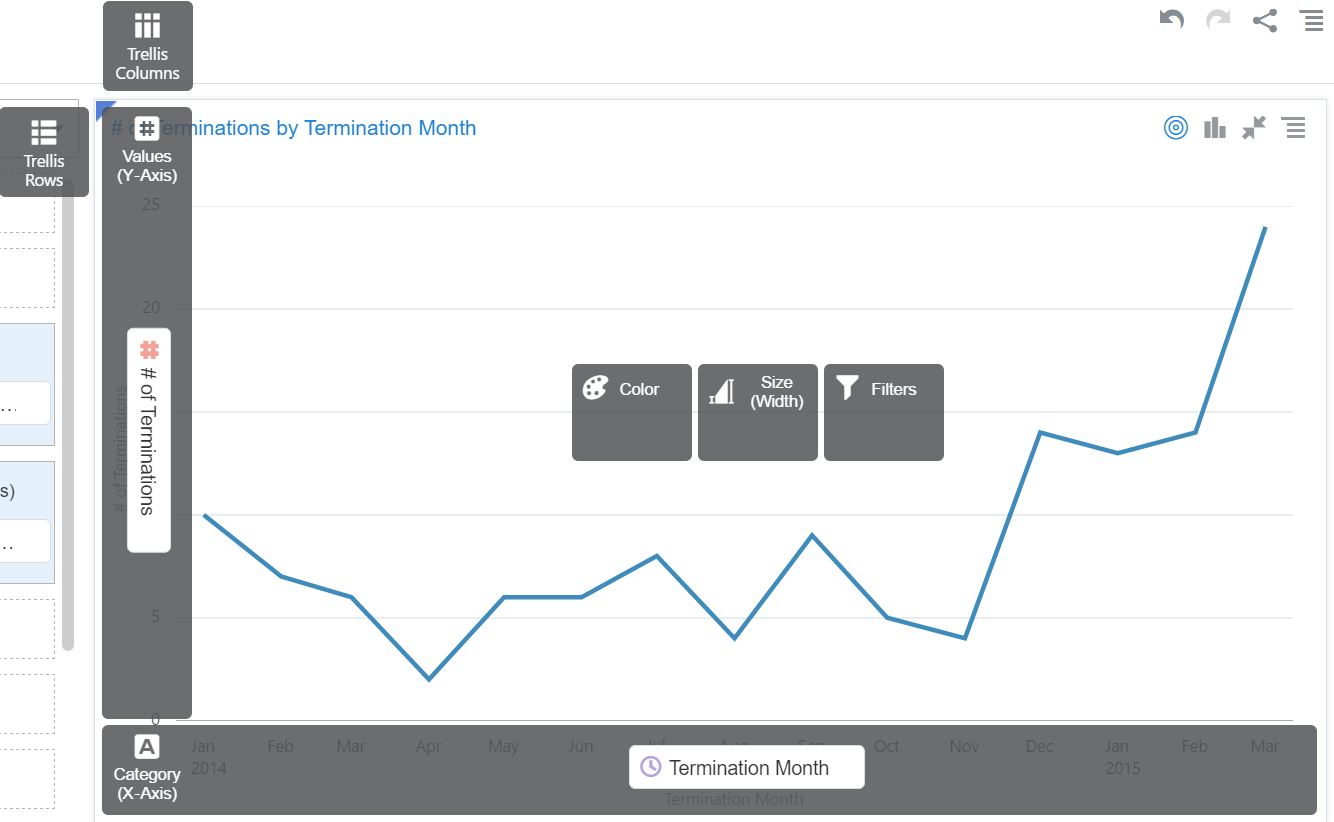 Trellis
Columns
Trellis
Rows
# of Terminations by Termination Month
Values
(Y-Axis)
25
20
5
0
# of Terminations
# of Terminations
...
s)
..
Color
Size
(Width)
Filters
Category
(X-Axis)
Jan Feb Mar Apr May Jun Jul Aug Sep Oct Nov Dec Jan Feb Mar
2014 2015
Termination Month
Termination Month